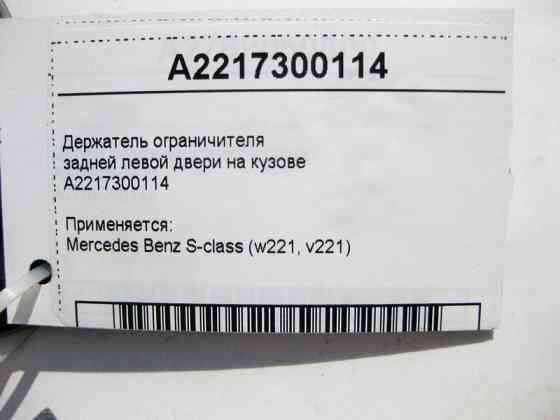 A2217300114
Держатель ограничителя
задней левой двери на кузове
A2217300114
Применяется:
Mercedes Benz S-class (w221, v221)